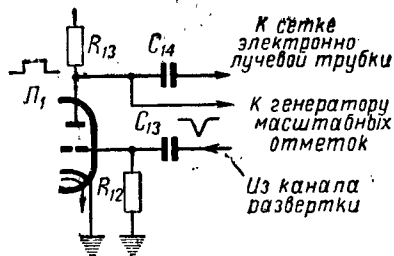 R13
C14
К сетке
электронно
лучевой трубки
Л1
К генератору
масштабных
отметок
C13
R12
Из канала
развертки